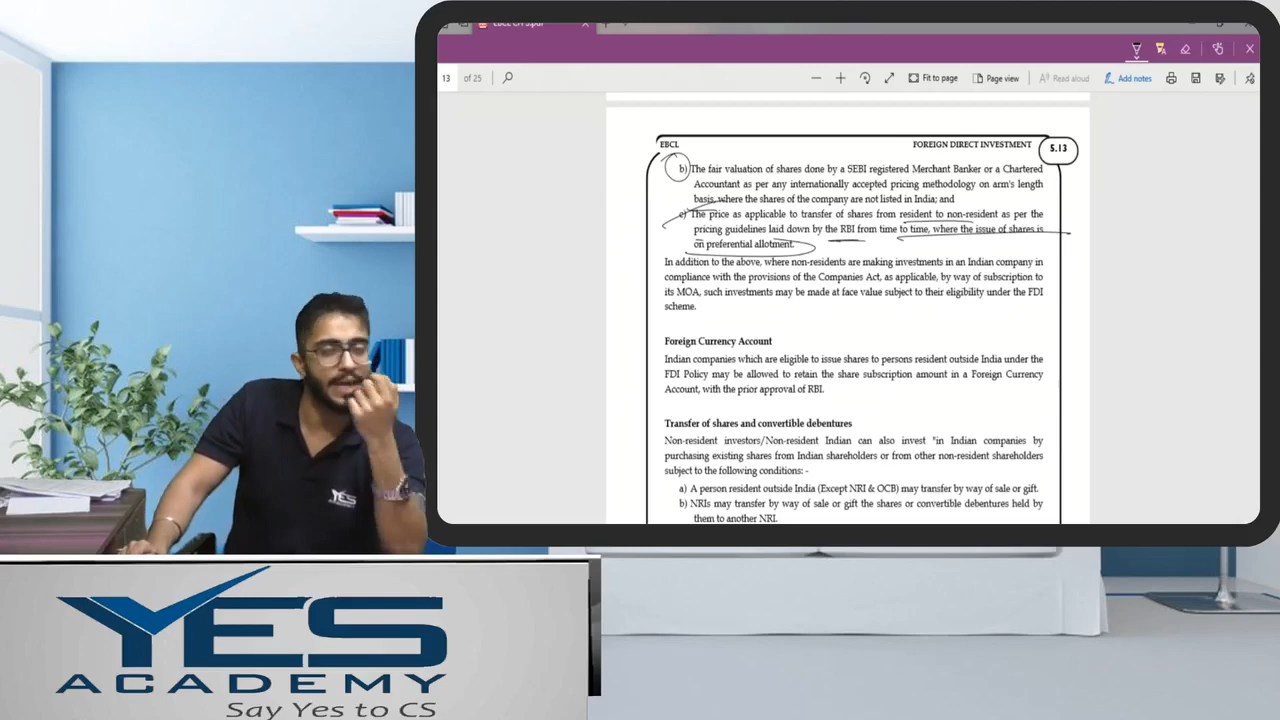 13 of 25
Fit to page
Page view
Read aloud
Add notes
EBCL
FOREIGN DIRECT INVESTMENT
5.13
b) The fair valuation of shares done by a SEBI registered Merchant Banker or a Chartered
Accountant as per any internationally accepted pricing methodology on arm's length
basis, where the shares of the company are not listed in India; and
c) The price as applicable to transfer of shares from resident to non-resident as per the
pricing guidelines laid down by the RBI from time to time, where the issue of shares is
on preferential allotment.
In addition to the above, where non-residents are making investments in an Indian company in
compliance with the provisions of the Companies Act, as applicable, by way of subscription to
its MOA, such investments may be made at face value subject to their eligibility under the FDI
scheme.
Foreign Currency Account
Indian companies which are eligible to issue shares to persons resident outside India under the
FDI Policy may be allowed to retain the share subscription amount in a Foreign Currency
Account, with the prior approval of RBI.
Transfer of shares and convertible debentures
Non-resident investors/Non-resident Indian can also invest in Indian companies by
purchasing existing shares from Indian shareholders or from other non-resident shareholders
subject to the following conditions: -
a) A person resident outside India (Except NRI & OCB) may transfer by way of sale or gift.
b) NRIs may transfer by way of sale or gift the shares or convertible debentures held by
them to another NRI.
YES
YES
ACADEMY
Say Yes to CS